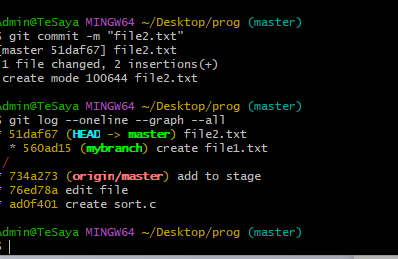 Admin@TeSaya MINGW64 ~/Desktop/prog (master)
$ git commit -m "file2.txt"
[master 51daf67] file2.txt
1 file changed, 2 insertions(+)
create mode 100644 file2.txt
Admin@TeSaya MINGW64 ~/Desktop/prog (master)
$ git log --oneline --graph --all
* 51daf67 (HEAD -> master) file2.txt
* 560ad15 (mybranch) create file1.txt
/
* 734a273 (origin/master) add to stage
* 76ed78a edit file
* ad0f401 create sort.c
Admin@TeSaya MINGW64 ~/Desktop/prog (master)
$